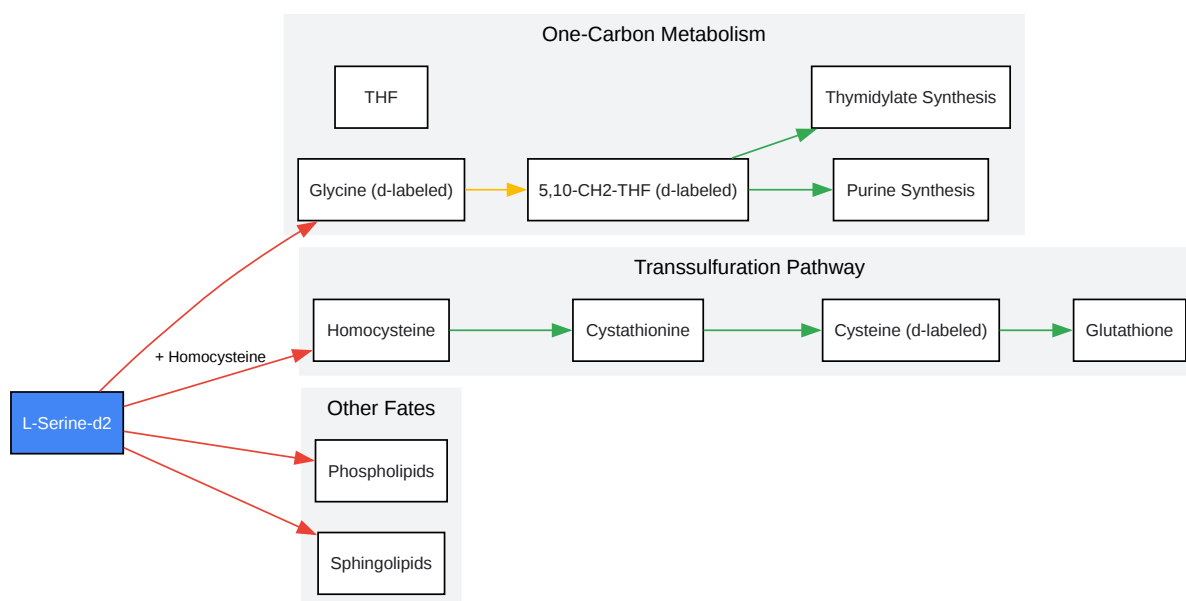 One-Carbon Metabolism
THF
Thymidylate Synthesis
Glycine (d-labeled)
5,10-CH2-THF (d-labeled)
Purine Synthesis
Transsulfuration Pathway
Homocysteine
Cystathionine
Cysteine (d-labeled)
Glutathione
+ Homocysteine
L-Serine-d2
Other Fates
Phospholipids
Sphingolipids